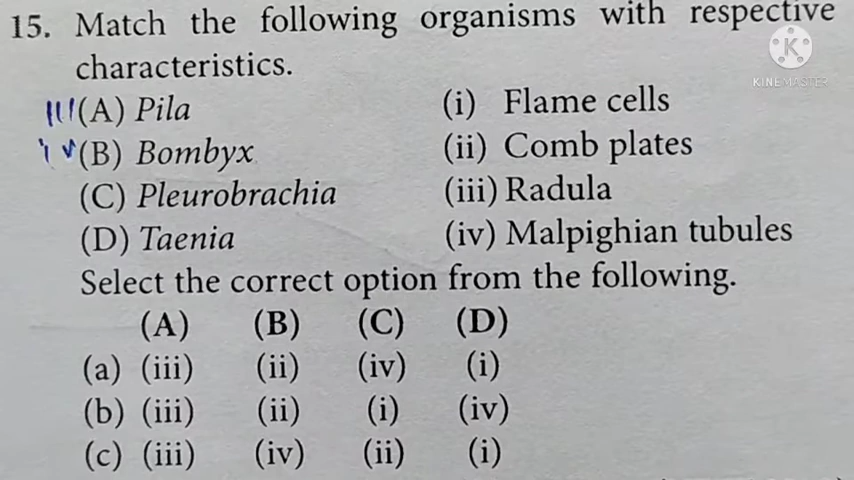 15. Match the following organisms with respective
characteristics.
K
KINEMASTER
iii (A) Pila (i) Flame cells
iv (B) Bombyx (ii) Comb plates
(C) Pleurobrachia (iii) Radula
(D) Taenia (iv) Malpighian tubules
Select the correct option from the following.
(A) (B) (C) (D)
(a) (iii) (ii) (iv) (i)
(b) (iii) (ii) (i) (iv)
(c) (iii) (iv) (ii) (i)